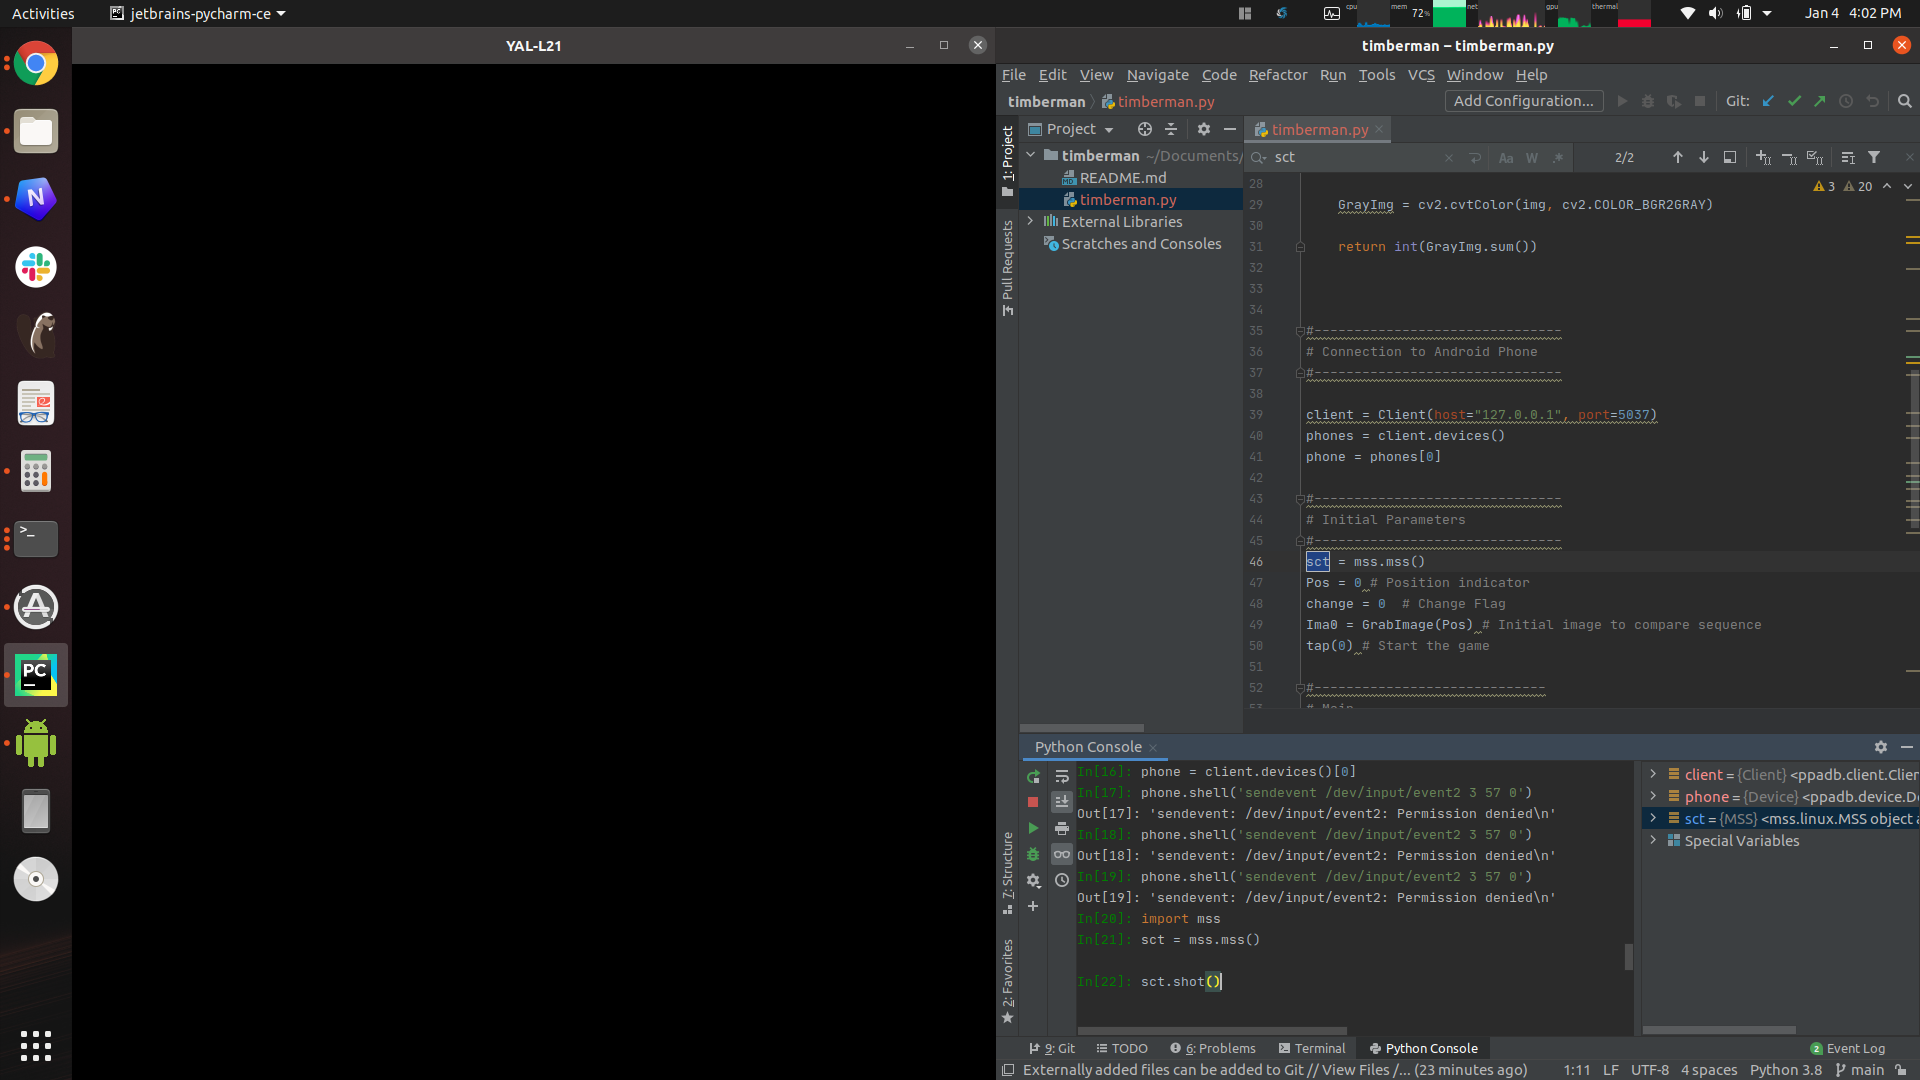 Activities
jetbrains-pycharm-ce
cpu
mem
72%
net
gpu
thermal
Jan 4 4:02 PM
YAL-L21
timberman – timberman.py
File Edit View Navigate Code Refactor Run Tools VCS Window Help
timberman timberman.py
Add Configuration...
Git:
1: Project
Pull Requests
7: Structure
2: Favorites
Project
timberman.py
timberman ~/Documents/
README.md
timberman.py
External Libraries
Scratches and Consoles
sct
Aa W .*
2/2
3 20
28
29 GrayImg = cv2.cvtColor(img, cv2.COLOR_BGR2GRAY)
30
31 return int(GrayImg.sum())
32
33
34
35 #-------------------------------
36 # Connection to Android Phone
37 #-------------------------------
38
39 client = Client(host="127.0.0.1", port=5037)
40 phones = client.devices()
41 phone = phones[0]
42
43 #-------------------------------
44 # Initial Parameters
45 #-------------------------------
46 sct = mss.mss()
47 Pos = 0 # Position indicator
48 change = 0  # Change Flag
49 Ima0 = GrabImage(Pos) # Initial image to compare sequence
50 tap(0) # Start the game
51
52 #-----------------------------
53 # Main
Python Console
In[16]: phone = client.devices()[0]
In[17]: phone.shell('sendevent /dev/input/event2 3 57 0')
Out[17]: 'sendevent: /dev/input/event2: Permission denied\n'
In[18]: phone.shell('sendevent /dev/input/event2 3 57 0')
Out[18]: 'sendevent: /dev/input/event2: Permission denied\n'
In[19]: phone.shell('sendevent /dev/input/event2 3 57 0')
Out[19]: 'sendevent: /dev/input/event2: Permission denied\n'
In[20]: import mss
In[21]: sct = mss.mss()
In[22]: sct.shot()
client = {Client} <ppadb.client.Clien
phone = {Device} <ppadb.device.De
sct = {MSS} <mss.linux.MSS object a
Special Variables
9: Git
TODO
6: Problems
Terminal
Python Console
2 Event Log
Externally added files can be added to Git // View Files /... (23 minutes ago)
1:11 LF UTF-8 4 spaces Python 3.8 main
N
>_
PC